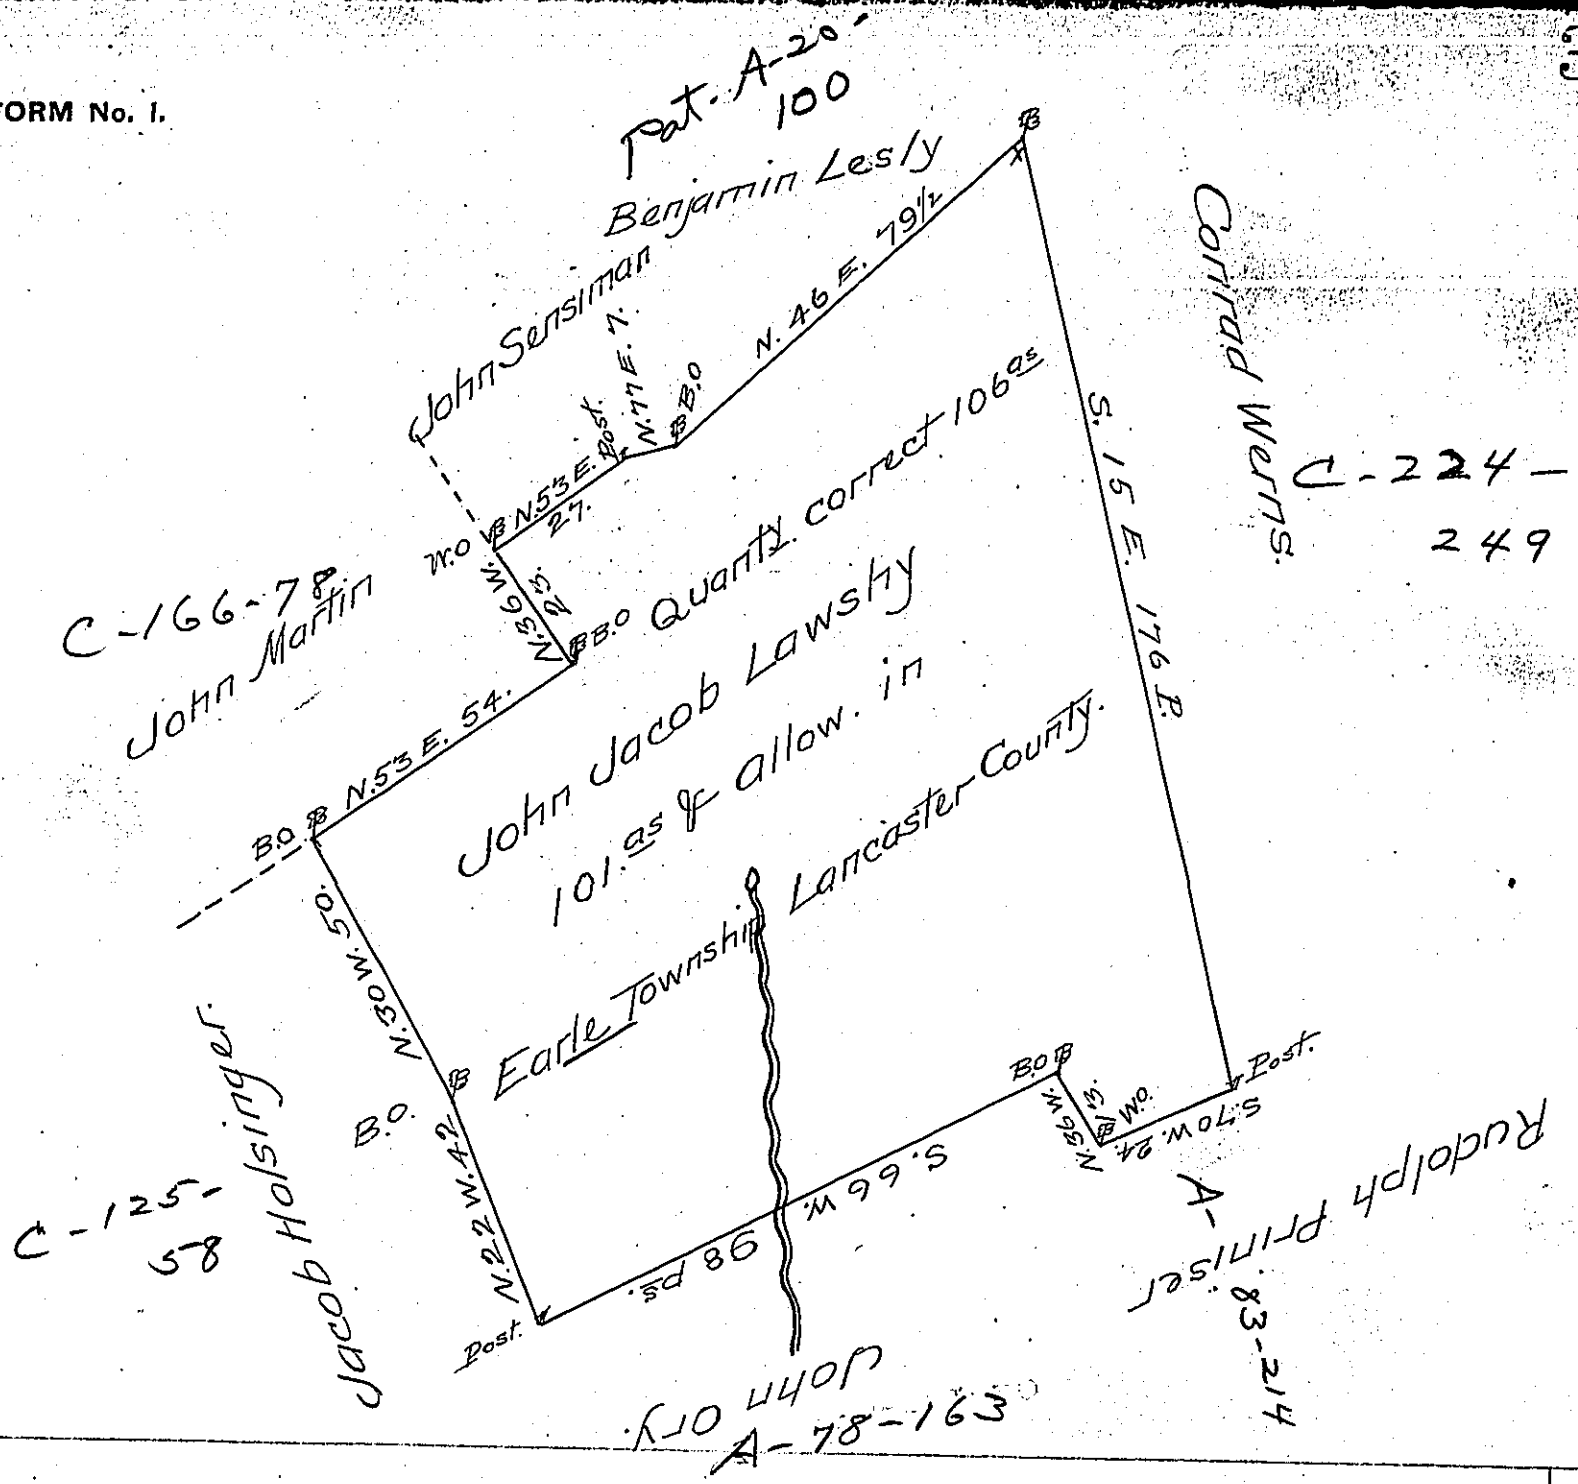 FORM No. 1.
Pat. A-20-
100
Benjamin Lesly
John Sensiman
N. 46 E. 79½
N. 77 E. 7.
B.O
Post.
N. 53 E.
27.
W.O
N. 36 W.
23.
B.O
C-166-78
John Martin
N. 53 E. 54.
B.O
Conrad Werns.
C-224-
249
S. 15 E. 176 P.
Quanty. correct 106 as
John Jacob Lawshy
101. as & allow. in
Earle Township Lancaster County.
N. 30 W. 50.
B.O.
N. 22 W. 42
Jacob Holsinger.
C-125-
58
Post.
S. 66 W.
98 ps.
B.O
N. 36 W.
13.
W.O
S. 70 W. 24.
Post.
Rudolph Priniser
A-83-214
John Ory.
A-78-163